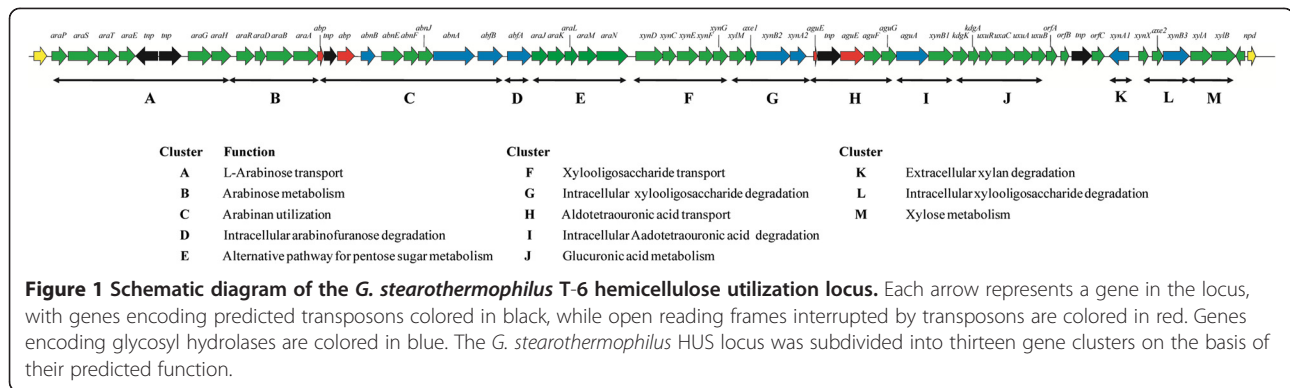 abp abnJ araL xynG aguE aguG kdgA orfA
araP araS araT araE tnp tnp araG araH araR araD araB araA tnp abp abnB abnE abnF abnA abfB abfA araJ araK araM araN xynD xynC xynE xynF xylM axe1 xynB2 xynA2 tnp aguE aguF aguA xynB1 kdgK uxuR uxaC uxuA uxuB orfB tnp orfC xynA1 xynX axe2 xynB3 xylA xylB npd
A B C D E F G H I J K L M
Cluster Function
A L-Arabinose transport
B Arabinose metabolism
C Arabinan utilization
D Intracellular arabinofuranose degradation
E Alternative pathway for pentose sugar metabolism
Cluster
F Xylooligosaccharide transport
G Intracellular xylooligosaccharide degradation
H Aldotetraouronic acid transport
I Intracellular Aadotetraouronic acid degradation
J Glucuronic acid metabolism
Cluster
K Extracellular xylan degradation
L Intracellular xylooligosaccharide degradation
M Xylose metabolism
Figure 1 Schematic diagram of the G. stearothermophilus T-6 hemicellulose utilization locus. Each arrow represents a gene in the locus,
with genes encoding predicted transposons colored in black, while open reading frames interrupted by transposons are colored in red. Genes
encoding glycosyl hydrolases are colored in blue. The G. stearothermophilus HUS locus was subdivided into thirteen gene clusters on the basis of
their predicted function.